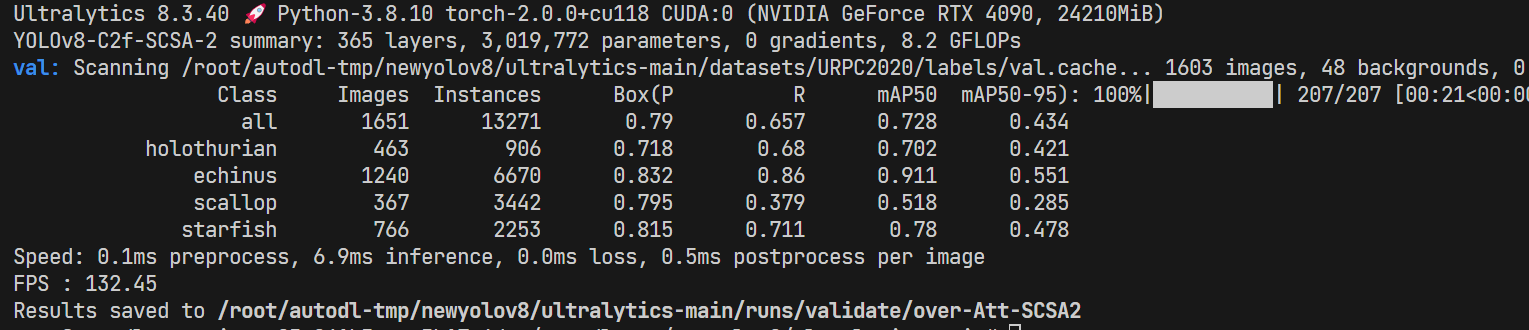 Ultralytics 8.3.40 🚀 Python-3.8.10 torch-2.0.0+cu118 CUDA:0 (NVIDIA GeForce RTX 4090, 24210MiB)
YOLOv8-C2f-SCSA-2 summary: 365 layers, 3,019,772 parameters, 0 gradients, 8.2 GFLOPs
val: Scanning /root/autodl-tmp/newyolov8/ultralytics-main/datasets/URPC2020/labels/val.cache... 1603 images, 48 backgrounds, 0
Class Images Instances Box(P R mAP50 mAP50-95): 100%|██████████| 207/207 [00:21<00:00
all 1651 13271 0.79 0.657 0.728 0.434
holothurian 463 906 0.718 0.68 0.702 0.421
echinus 1240 6670 0.832 0.86 0.911 0.551
scallop 367 3442 0.795 0.379 0.518 0.285
starfish 766 2253 0.815 0.711 0.78 0.478
Speed: 0.1ms preprocess, 6.9ms inference, 0.0ms loss, 0.5ms postprocess per image
FPS : 132.45
Results saved to /root/autodl-tmp/newyolov8/ultralytics-main/runs/validate/over-Att-SCSA2